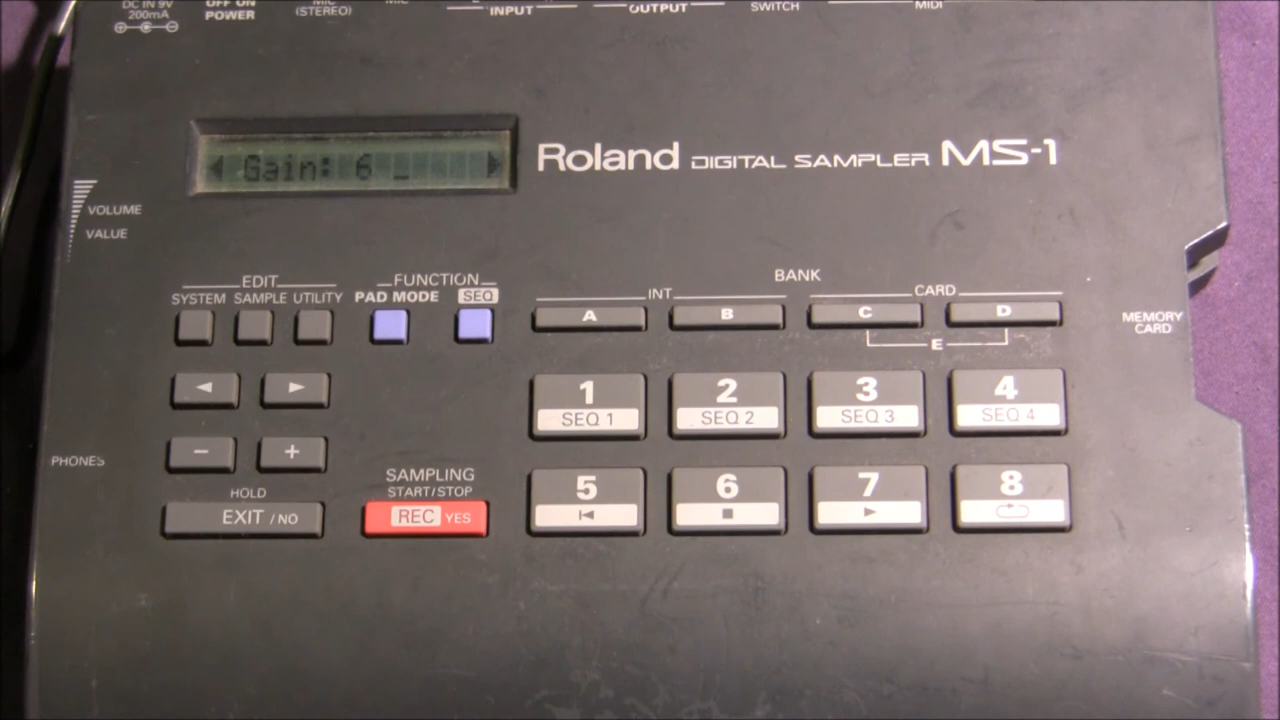 DC IN 9V
200mA
OFF ON
POWER
MIC
(STEREO)
MIC
INPUT
OUTPUT
SWITCH
MIDI
Gain: 6 _
Roland DIGITAL SAMPLER MS-1
VOLUME
VALUE
EDIT
SYSTEM SAMPLE UTILITY
FUNCTION
PAD MODE SEQ
BANK
INT
CARD
A B C D
E
MEMORY
CARD
1 2 3 4
SEQ 1 SEQ 2 SEQ 3 SEQ 4
− +
PHONES
HOLD
EXIT / NO
SAMPLING
START/STOP
REC YES
5 6 7 8